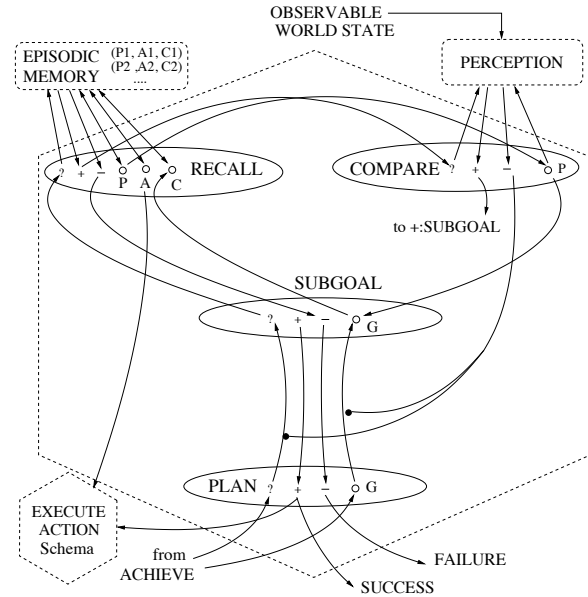 OBSERVABLE
WORLD STATE
EPISODIC
MEMORY
(P1, A1, C1)
(P2 ,A2, C2)
....
PERCEPTION
? + − P A C RECALL
COMPARE ? + − P
to +:SUBGOAL
SUBGOAL
? + − G
PLAN ? + − G
EXECUTE
ACTION
Schema
from
ACHIEVE
FAILURE
SUCCESS